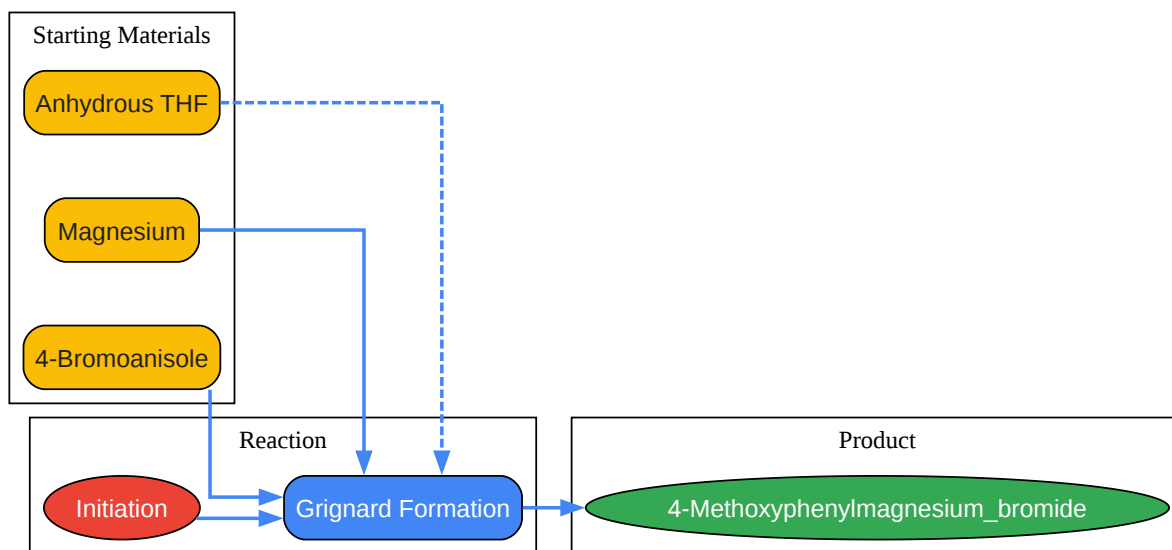 Starting Materials
Anhydrous THF
Magnesium
4-Bromoanisole
Reaction
Initiation
Grignard Formation
Product
4-Methoxyphenylmagnesium_bromide